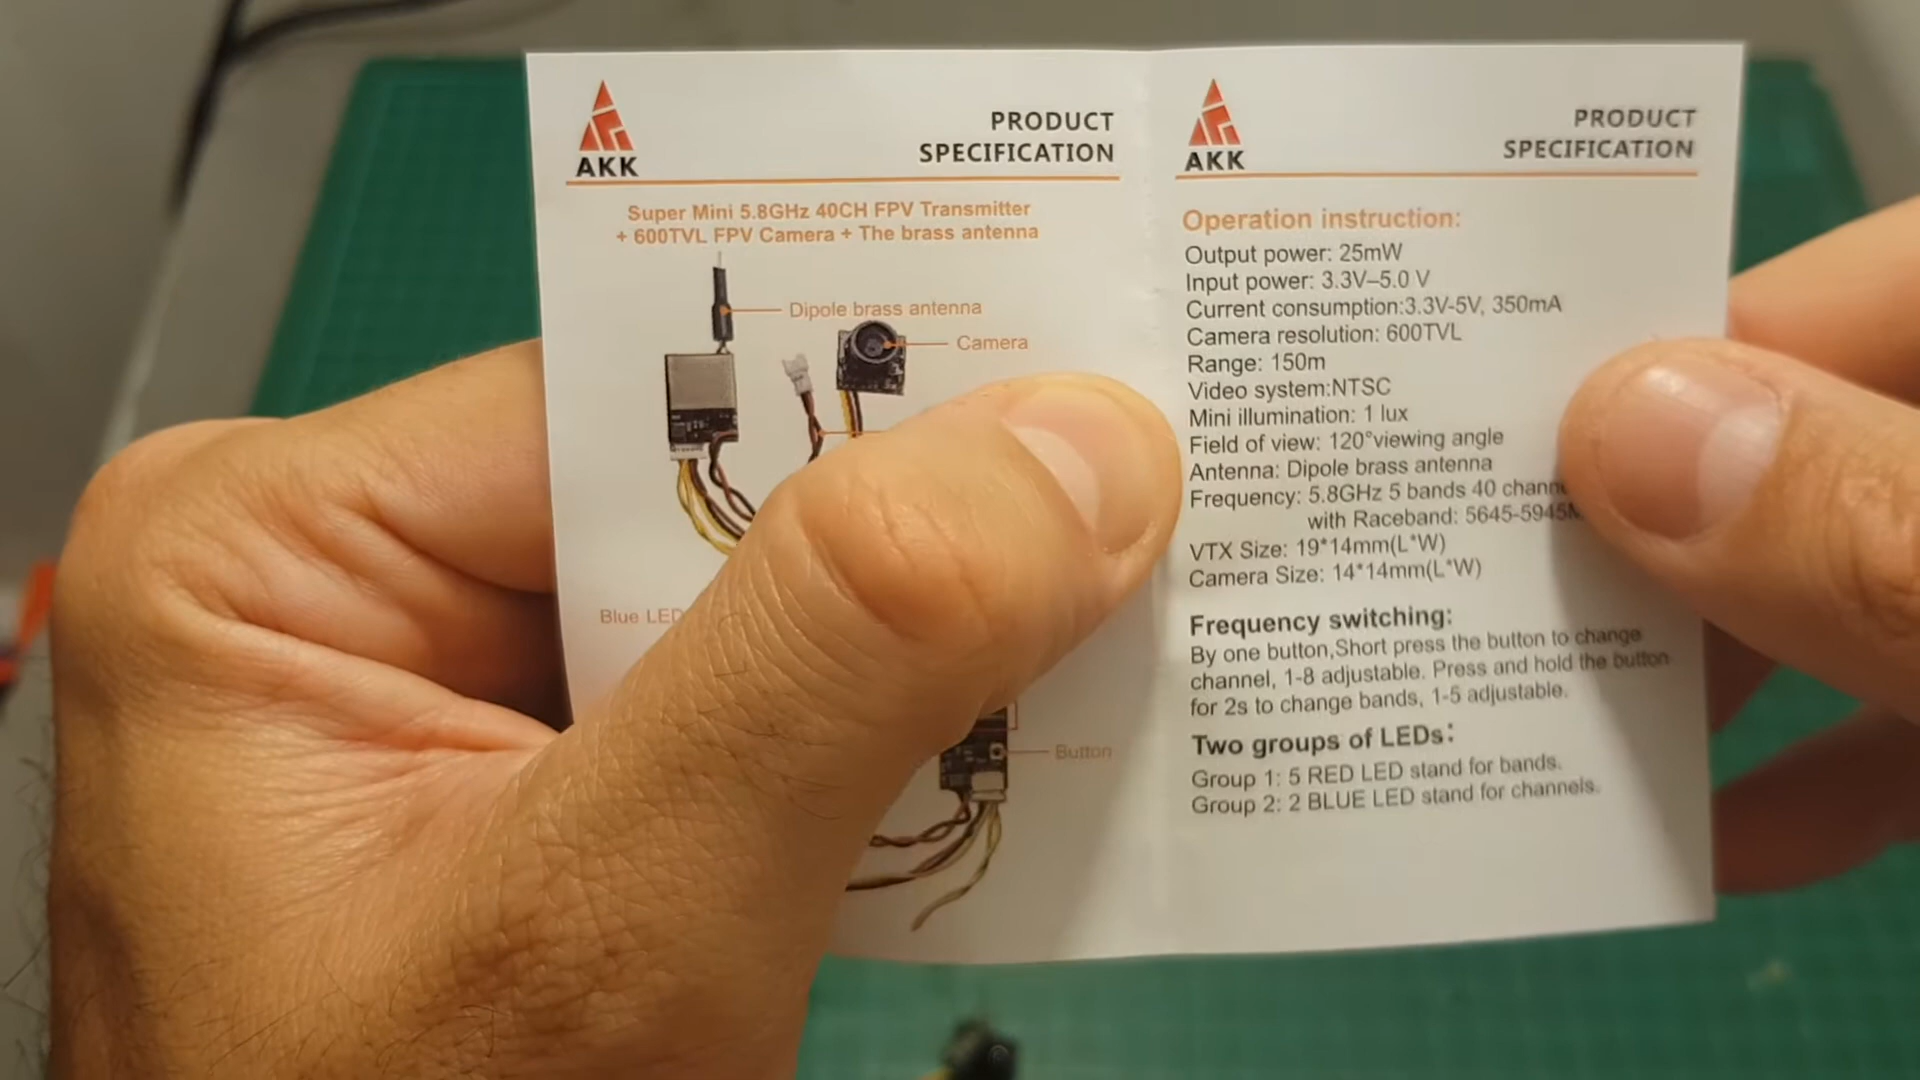 AKK
PRODUCT
SPECIFICATION
Super Mini 5.8GHz 40CH FPV Transmitter
+ 600TVL FPV Camera + The brass antenna
Dipole brass antenna
Camera
Blue LED
Button
AKK
PRODUCT
SPECIFICATION
Operation instruction:
Output power: 25mW
Input power: 3.3V–5.0 V
Current consumption:3.3V-5V, 350mA
Camera resolution: 600TVL
Range: 150m
Video system:NTSC
Mini illumination: 1 lux
Field of view: 120°viewing angle
Antenna: Dipole brass antenna
Frequency: 5.8GHz 5 bands 40
with Raceband: 5645-5945
VTX Size: 19*14mm(L*W)
Camera Size: 14*14mm(L*W)
Frequency switching:
By one button,Short press the button to change
channel, 1-8 adjustable. Press and hold the button
for 2s to change bands, 1-5 adjustable.
Two groups of LEDs:
Group 1: 5 RED LED stand for bands.
Group 2: 2 BLUE LED stand for channels.